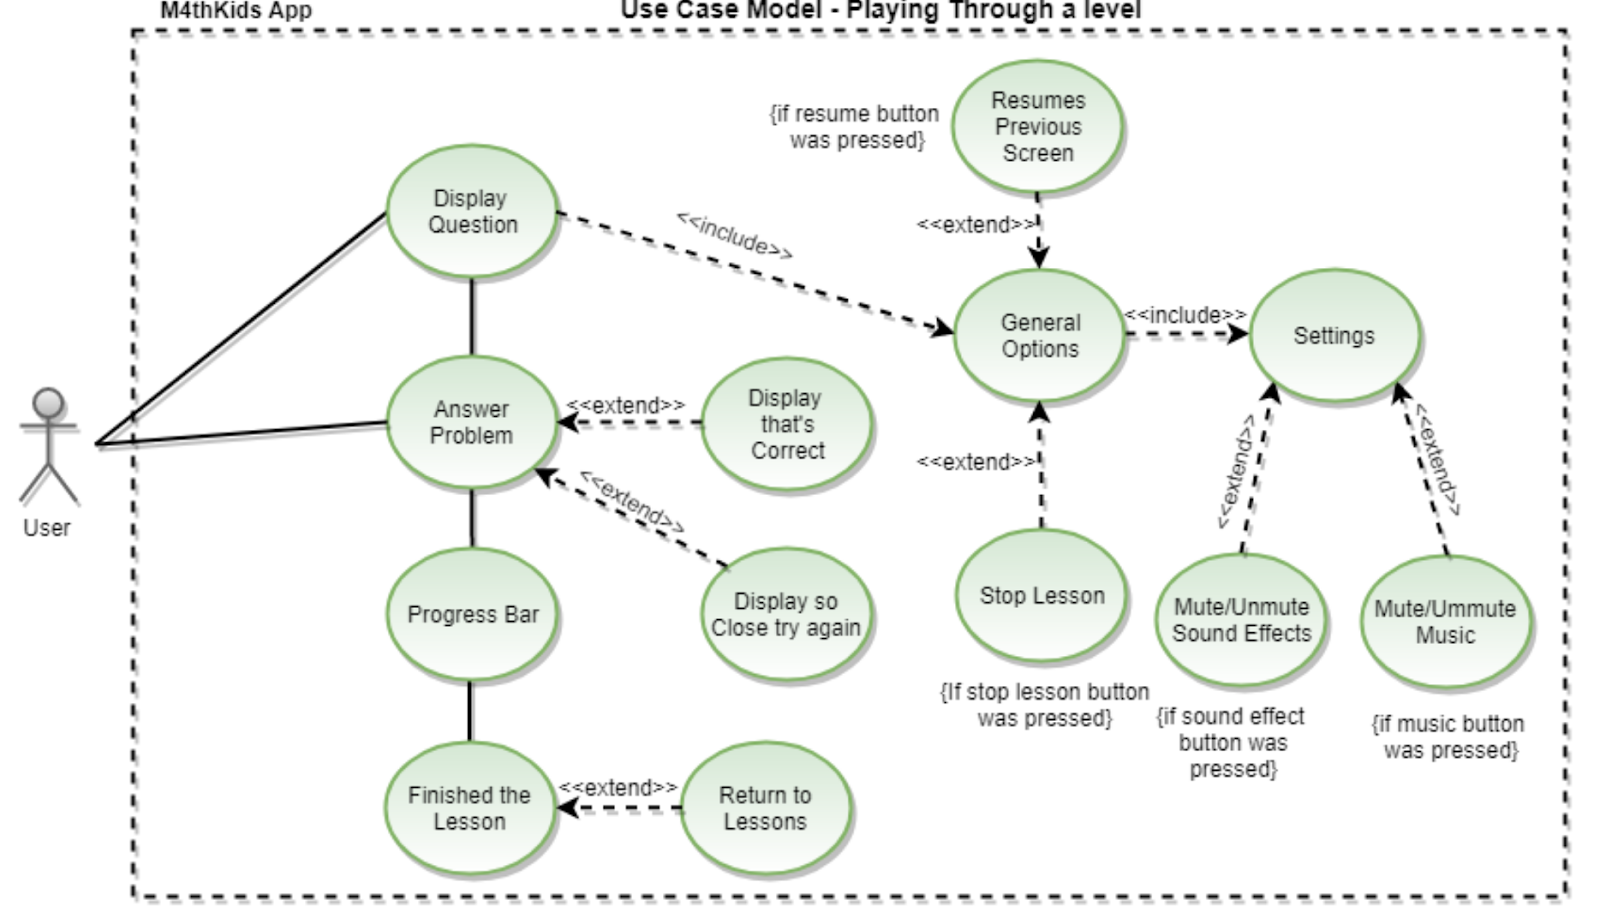 M4thKids App
Use Case Model - Playing Through a level
{if resume button
was pressed}
Resumes
Previous
Screen
<<extend>>
Display
Question
<<include>>
General
Options
<<include>>
Settings
User
Answer
Problem
<<extend>>
Display
that's
Correct
<<extend>>
<<extend>>
<<extend>>
<<extend>>
Progress Bar
Display so
Close try again
Stop Lesson
{If stop lesson button
was pressed}
Mute/Unmute
Sound Effects
{if sound effect
button was
pressed}
Mute/Ummute
Music
{if music button
was pressed}
Finished the
Lesson
<<extend>>
Return to
Lessons